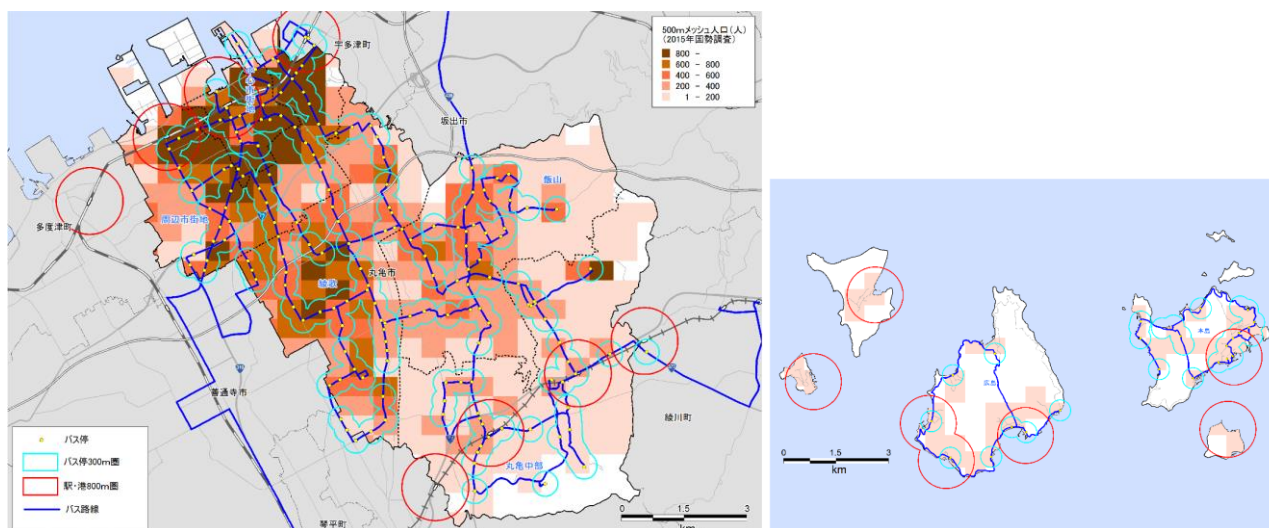 500mメッシュ人口(人)
(2015年国勢調査)
800 -
600 - 800
400 - 600
200 - 400
1 - 200
宇多津町
坂出市
飯山
多度津町
周辺市街地
丸亀市
綾歌
善通寺市
綾川町
丸亀中部
琴平町
バス停
バス停300m圏
駅・港800m圏
バス路線
0 1.5 3
km
本島
広島
0 1.5 3
km